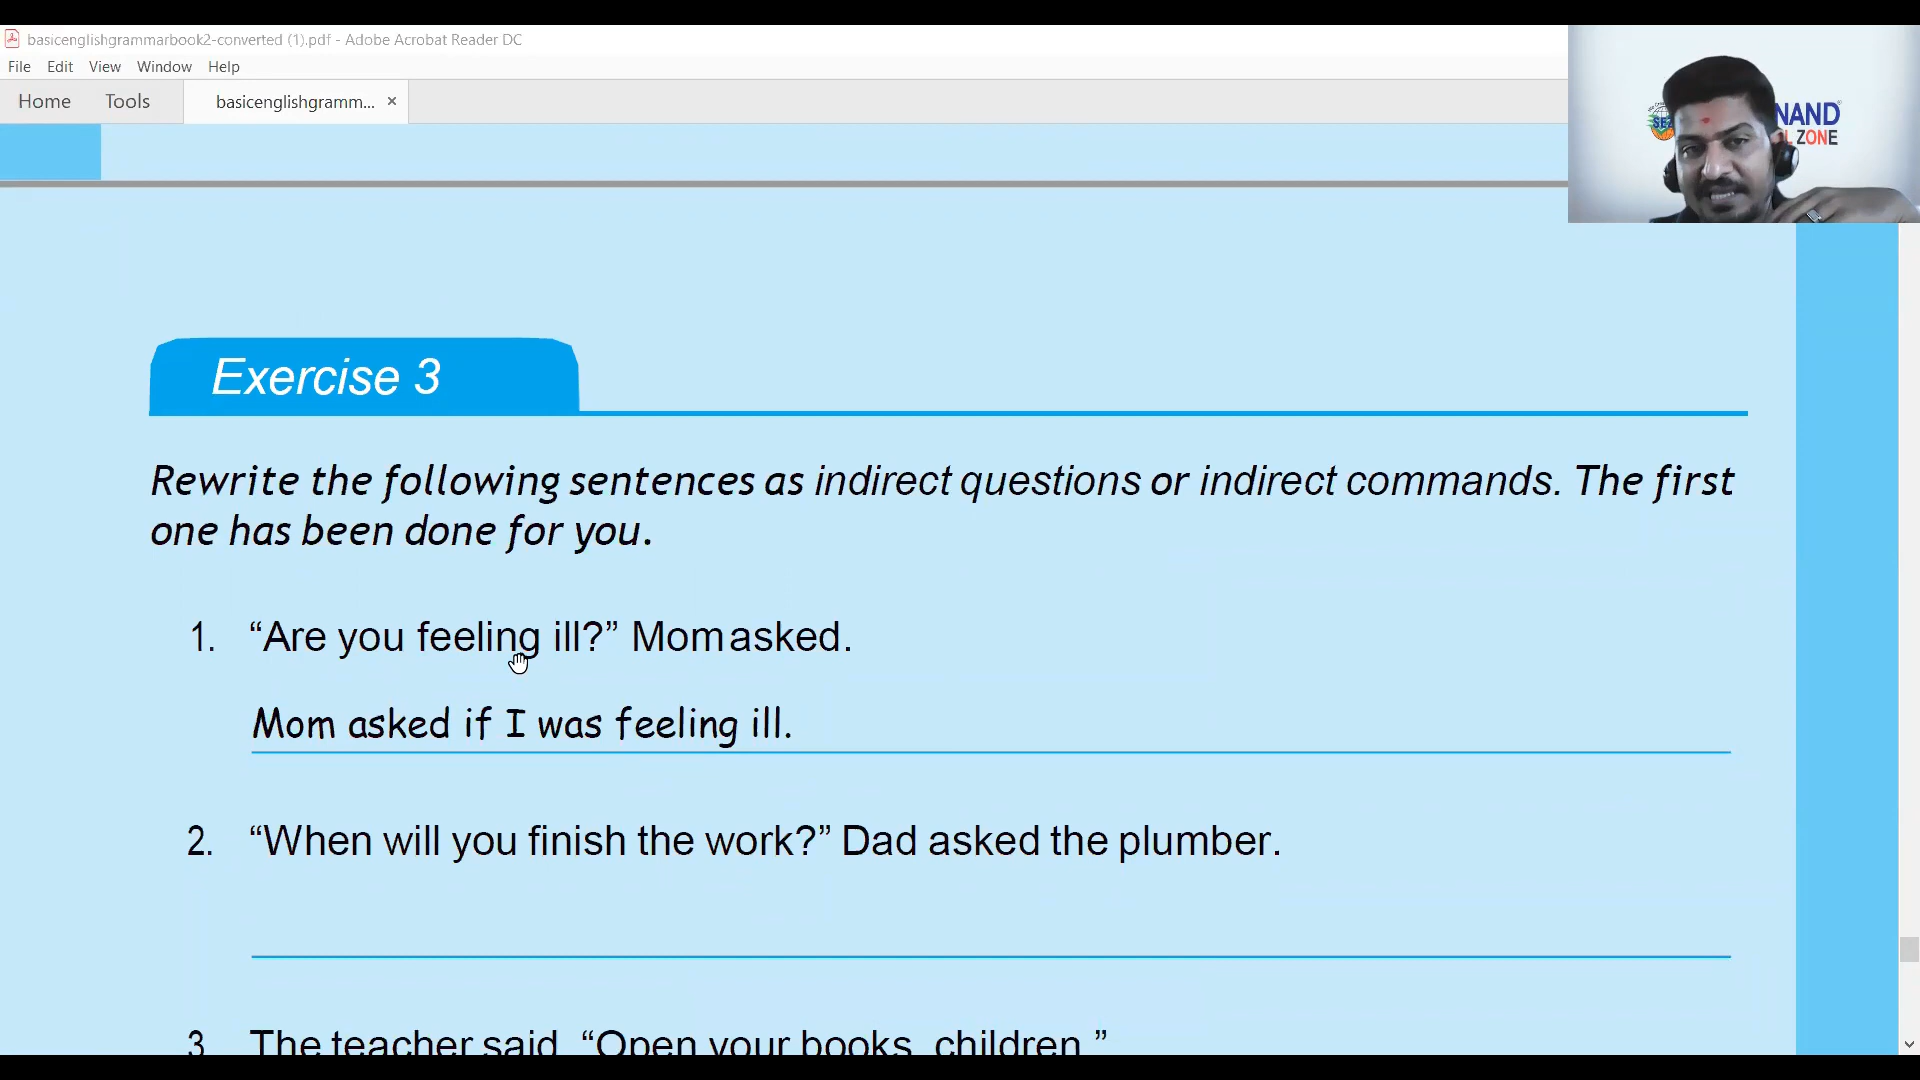 basicenglishgrammarbook2-converted (1).pdf - Adobe Acrobat Reader DC
File Edit View Window Help
Home Tools basicenglishgramm... ×
NAND
ZONE
Exercise 3
Rewrite the following sentences as indirect questions or indirect commands. The first
one has been done for you.
1. “Are you feeling ill?” Mom asked.
Mom asked if I was feeling ill.
2. “When will you finish the work?” Dad asked the plumber.
3. The teacher said, “Open your books, children.”